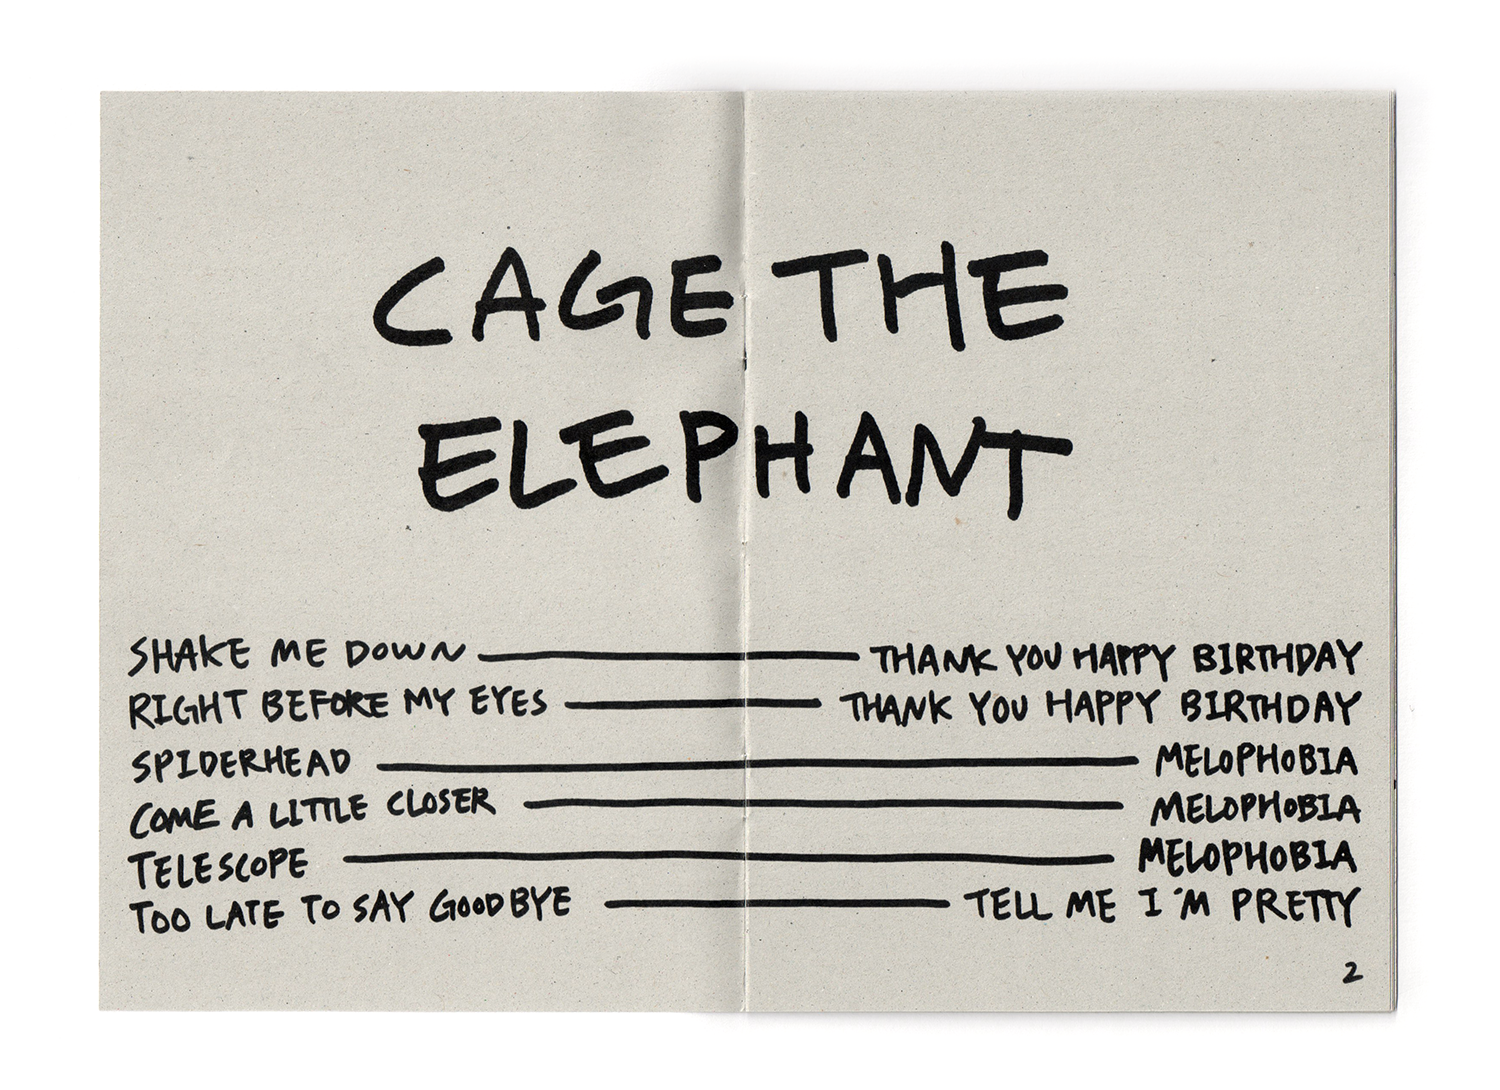 CAGE THE
ELEPHANT
SHAKE ME DOWN THANK YOU HAPPY BIRTHDAY
RIGHT BEFORE MY EYES THANK YOU HAPPY BIRTHDAY
SPIDERHEAD MELOPHOBIA
COME A LITTLE CLOSER MELOPHOBIA
TELESCOPE MELOPHOBIA
TOO LATE TO SAY GOODBYE TELL ME I'M PRETTY
2